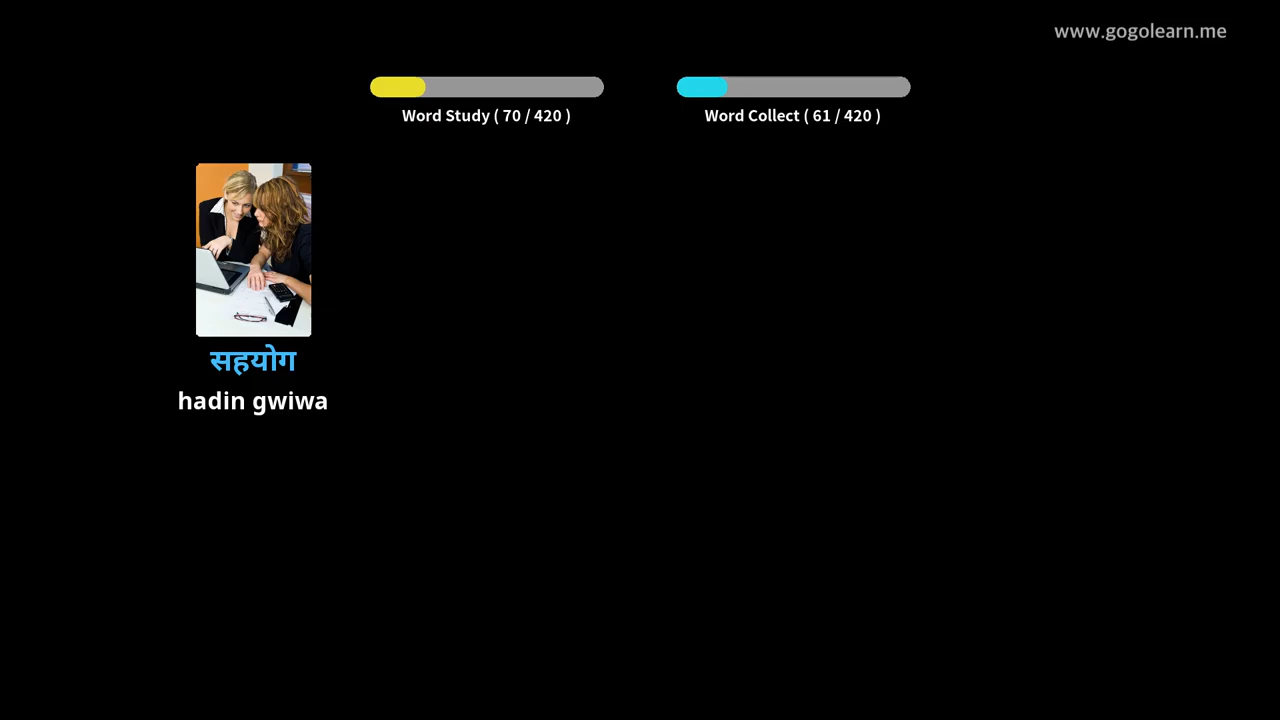 www.gogolearn.me
Word Study ( 70 / 420 )
Word Collect ( 61 / 420 )
सहयोग
hadin gwiwa